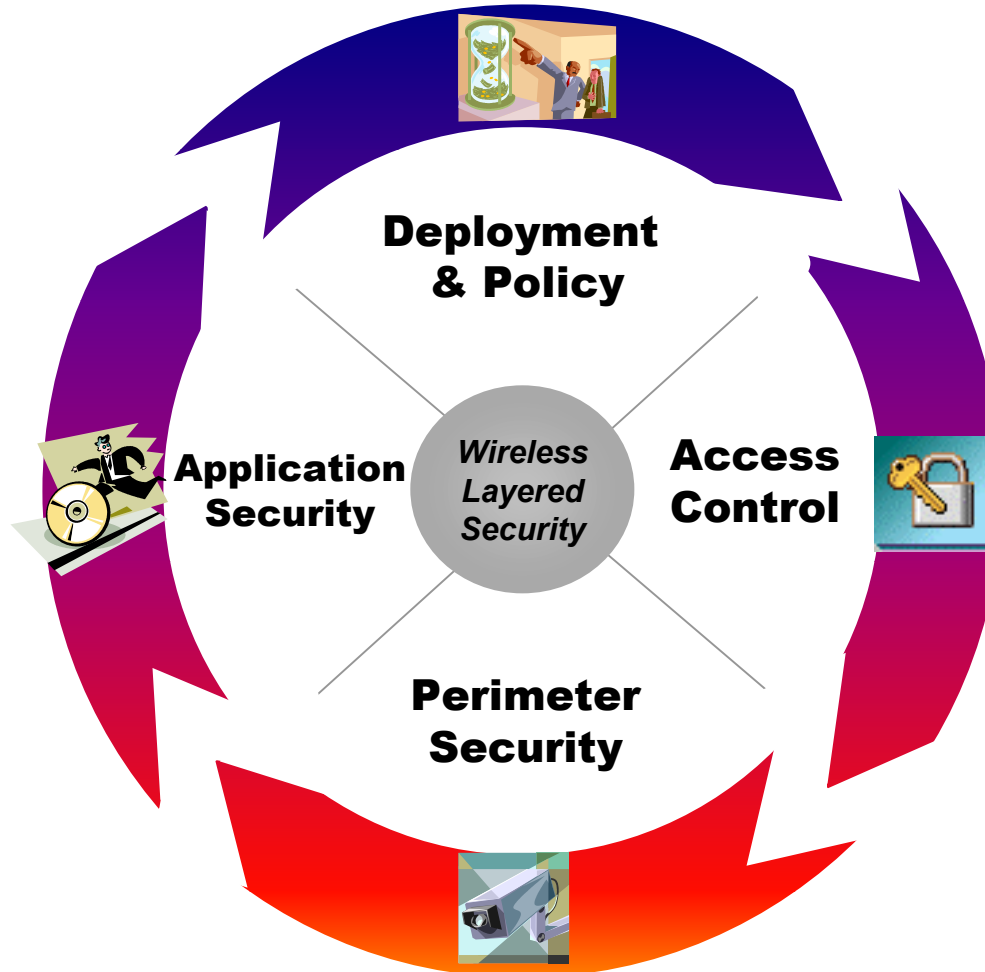 Deployment
& Policy
Application
Security
Wireless
Layered
Security
Access
Control
Perimeter
Security